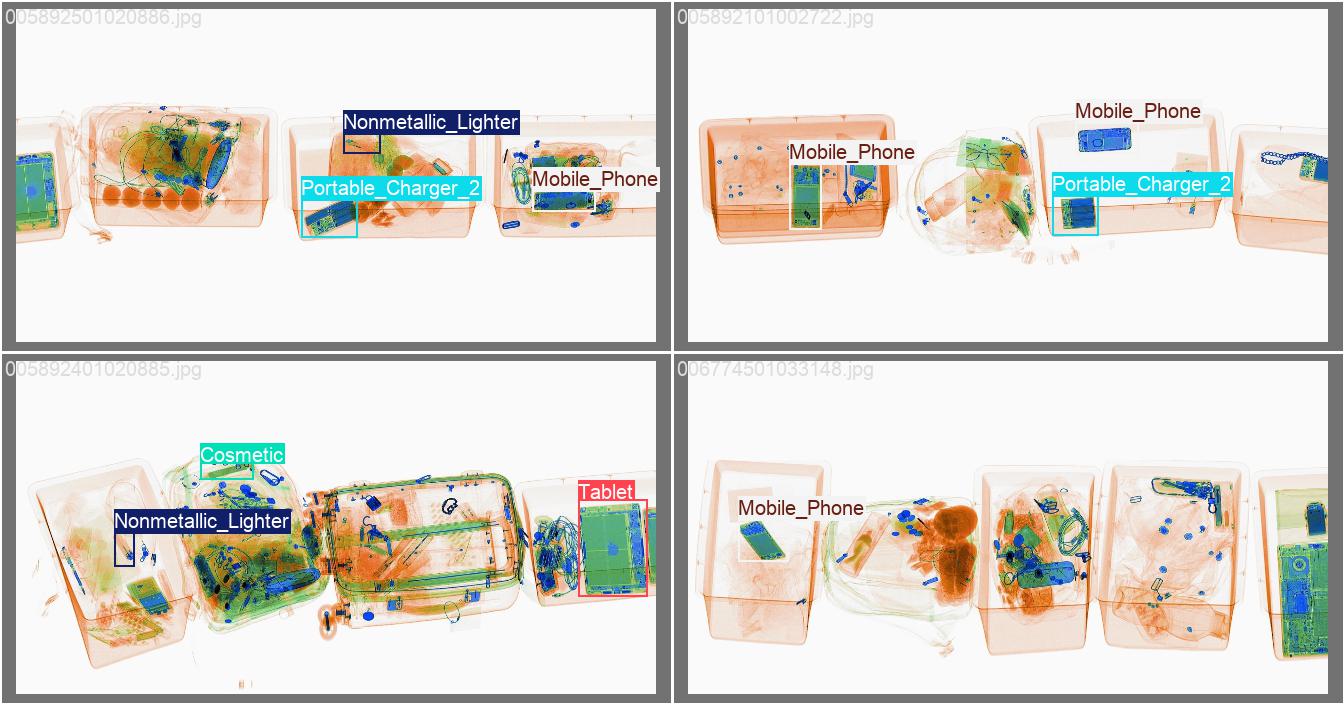 005892501020886.jpg
Nonmetallic_Lighter
Portable_Charger_2
Mobile_Phone
005892101002722.jpg
Mobile_Phone
Mobile_Phone
Portable_Charger_2
005892401020885.jpg
Cosmetic
Nonmetallic_Lighter
Tablet
006774501033148.jpg
Mobile_Phone